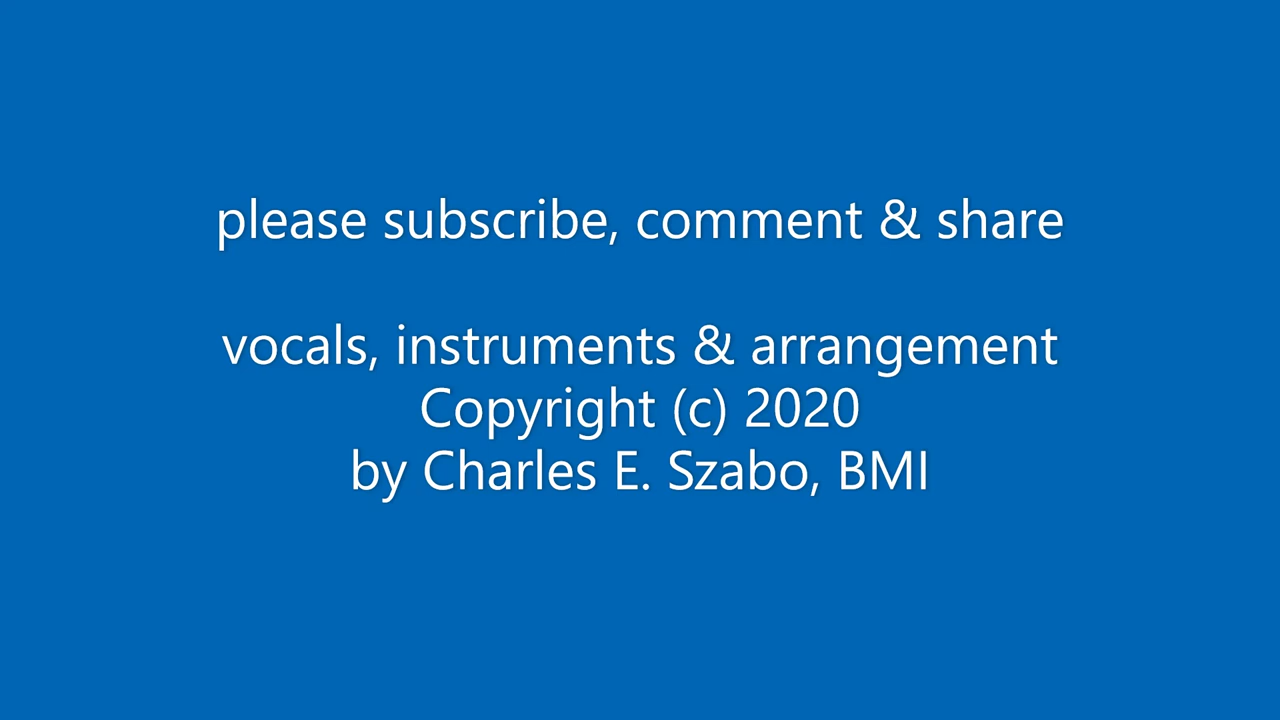 please subscribe, comment & share
vocals, instruments & arrangement
Copyright (c) 2020
by Charles E. Szabo, BMI